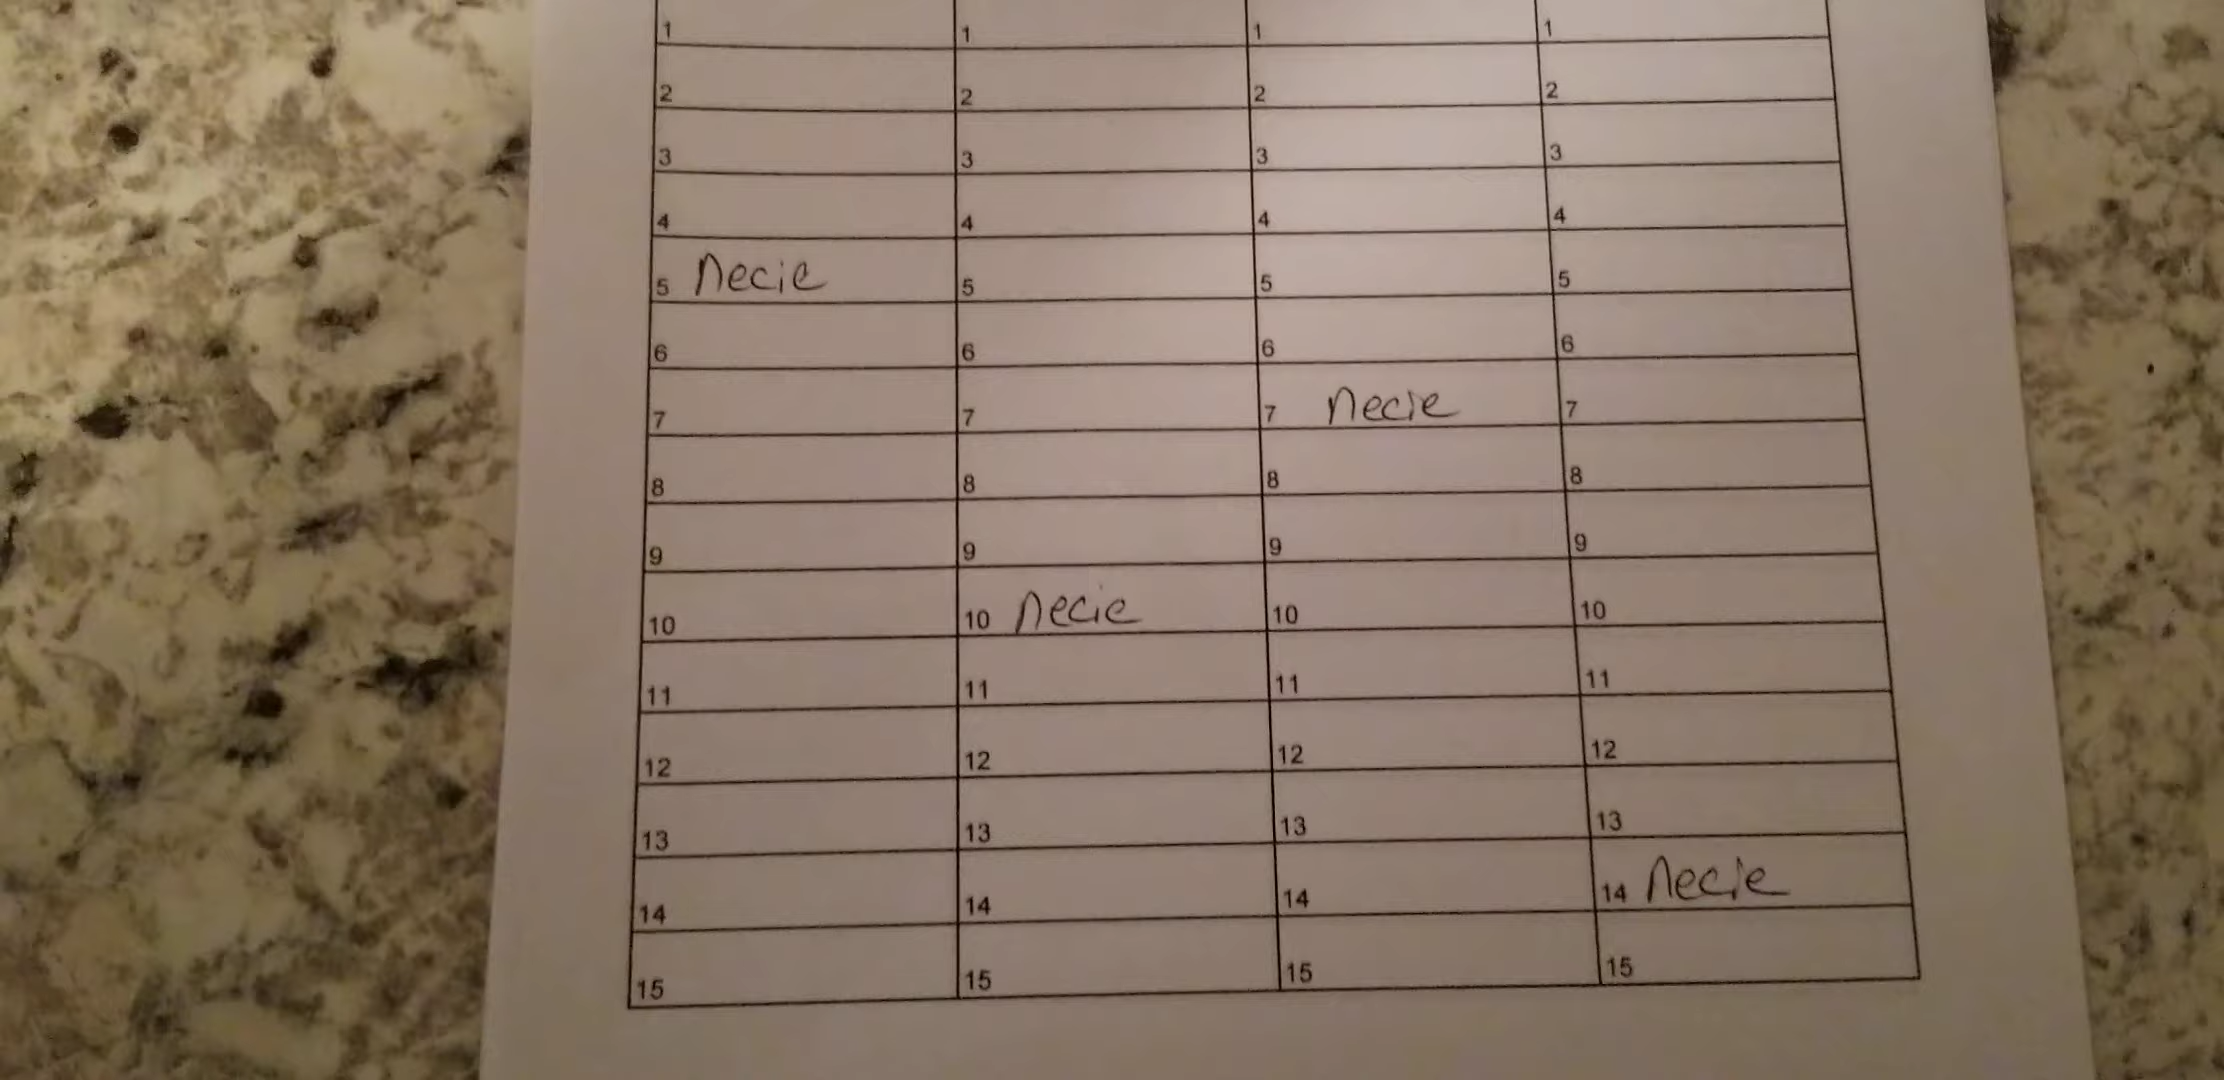 1 1 1 1
2 2 2 2
3 3 3 3
4 4 4 4
5 necie 5 5 5
6 6 6 6
7 7 7 necie 7
8 8 8 8
9 9 9 9
10 10 necie 10 10
11 11 11 11
12 12 12 12
13 13 13 13
14 14 14 14 necie
15 15 15 15